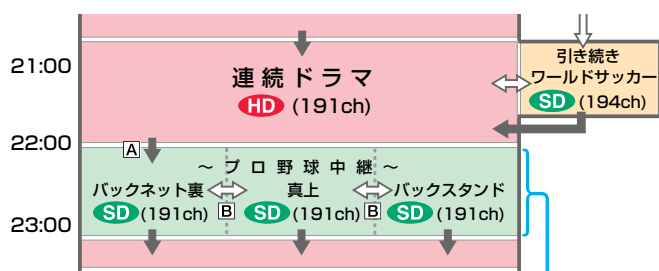 21:00
22:00
23:00
連続ドラマ
HD (191ch)
引き続き
ワールドサッカー
SD (194ch)
A
～プロ野球中継～
バックネット裏
SD (191ch)
B
真上
SD (191ch)
B
バックスタンド
SD (191ch)